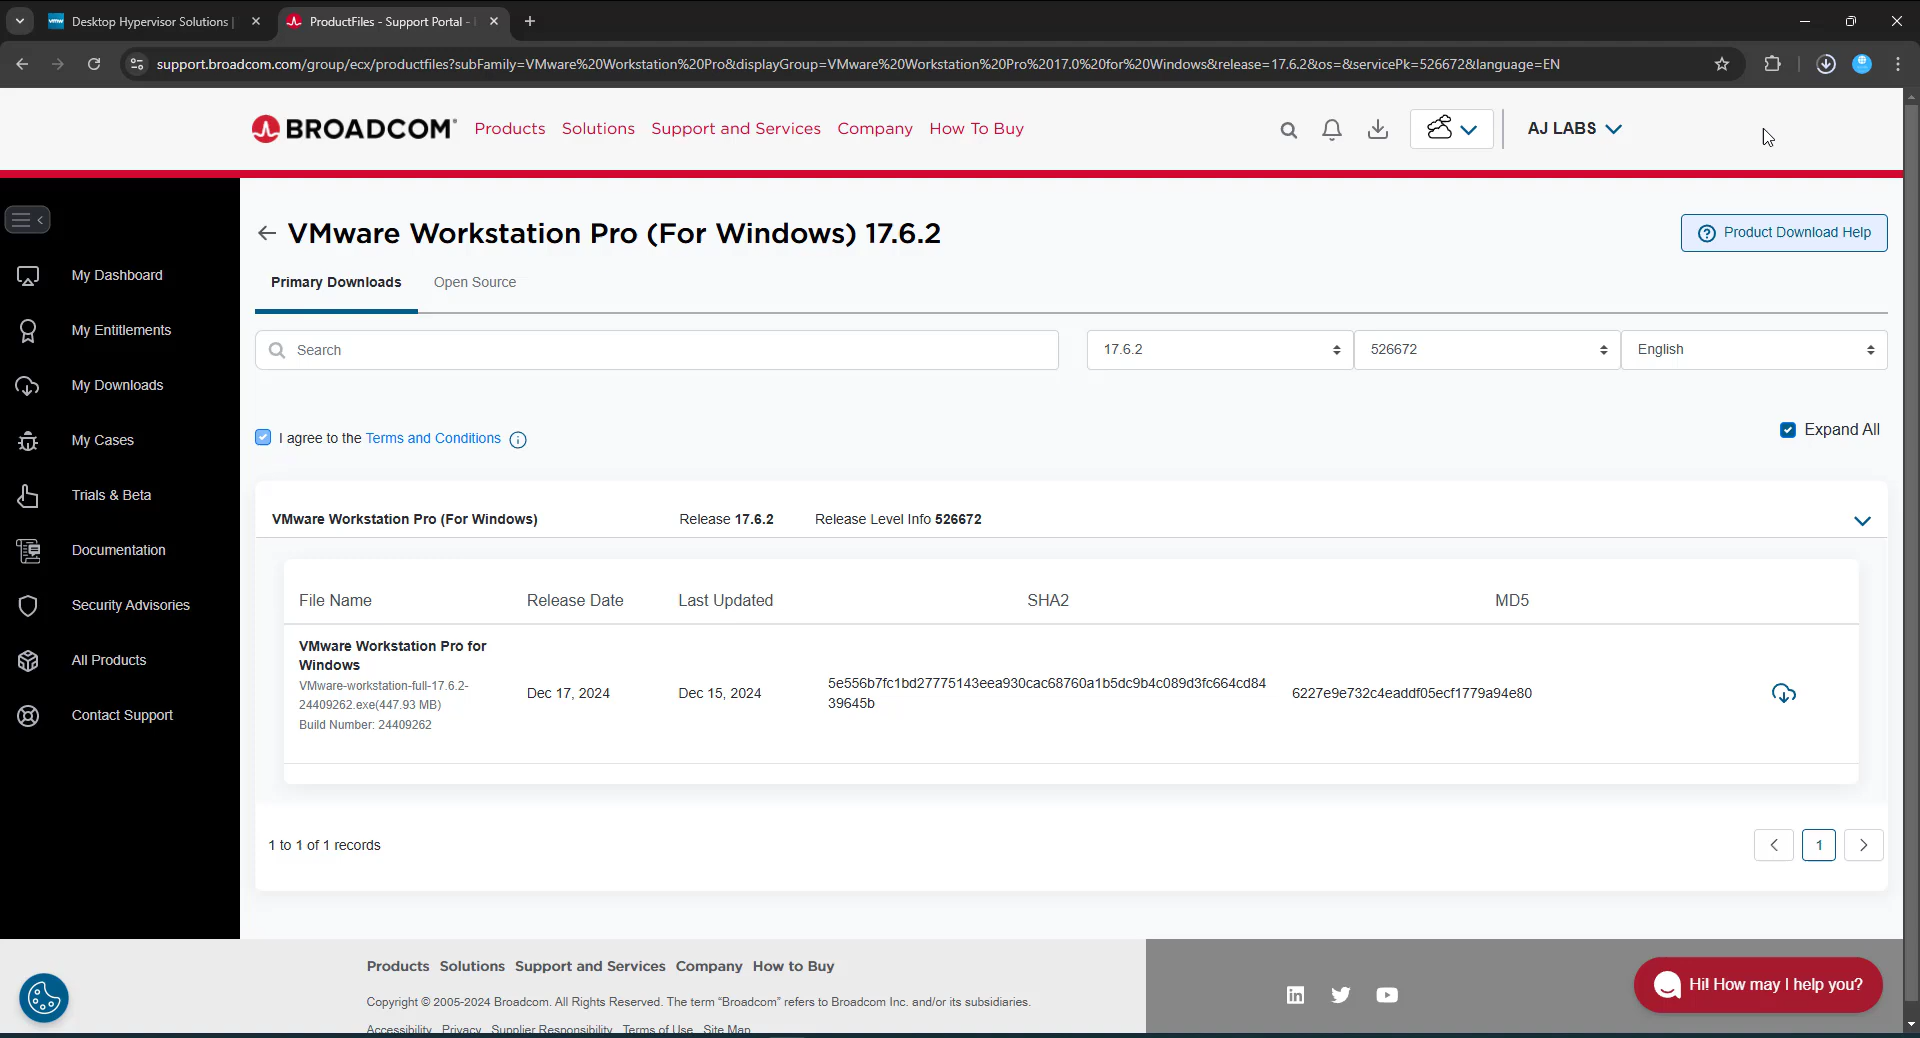 Desktop Hypervisor Solutions |
ProductFiles - Support Portal -
support.broadcom.com/group/ecx/productfiles?subFamily=VMware%20Workstation%20Pro&displayGroup=VMware%20Workstation%20Pro%2017.0%20for%20Windows&release=17.6.2&os=&servicePk=526672&language=EN
BROADCOM Products Solutions Support and Services Company How To Buy AJ LABS
VMware Workstation Pro (For Windows) 17.6.2
Product Download Help
Primary Downloads Open Source
Search 17.6.2 526672 English
My Dashboard
My Entitlements
My Downloads
My Cases
Trials & Beta
Documentation
Security Advisories
All Products
Contact Support
I agree to the Terms and Conditions
Expand All
VMware Workstation Pro (For Windows) Release 17.6.2 Release Level Info 526672
File Name Release Date Last Updated SHA2 MD5
VMware Workstation Pro for
Windows
VMware-workstation-full-17.6.2-
24409262.exe(447.93 MB)
Build Number: 24409262
Dec 17, 2024
Dec 15, 2024
5e556b7fc1bd27775143eea930cac68760a1b5dc9b4c089d3fc664cd84
39645b
6227e9e732c4eaddf05ecf1779a94e80
1 to 1 of 1 records
1
Products Solutions Support and Services Company How to Buy
Copyright © 2005-2024 Broadcom. All Rights Reserved. The term “Broadcom” refers to Broadcom Inc. and/or its subsidiaries.
Accessibility Privacy Supplier Responsibility Terms of Use Site Map
Hi! How may I help you?